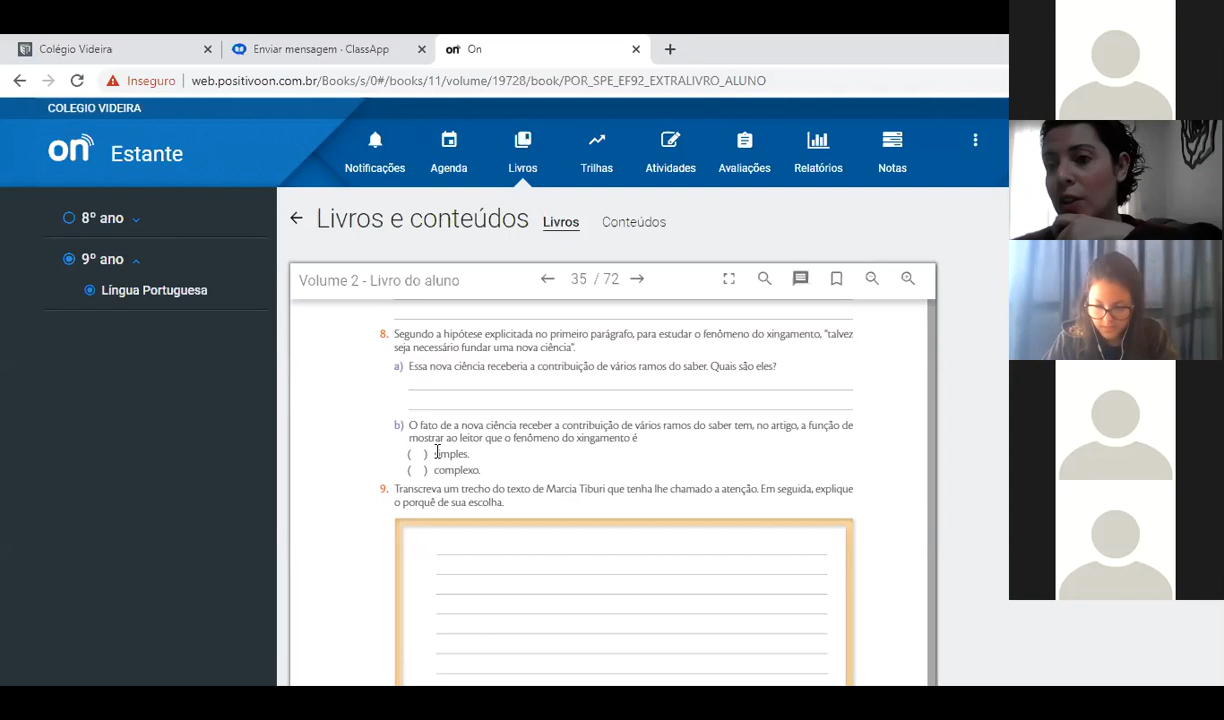 Colégio Videira
Enviar mensagem · ClassApp
On
Inseguro
web.positivoon.com.br/Books/s/0#/books/11/volume/19728/book/POR_SPE_EF92_EXTRALIVRO_ALUNO
COLEGIO VIDEIRA
on
Estante
Notificações
Agenda
Livros
Trilhas
Atividades
Avaliações
Relatórios
Notas
8º ano
9º ano
Língua Portuguesa
Livros e conteúdos
Livros
Conteúdos
Volume 2 - Livro do aluno
35 / 72
8. Segundo a hipótese explicitada no primeiro parágrafo, para estudar o fenômeno do xingamento, "talvez
seja necessário fundar uma nova ciência".
a) Essa nova ciência receberia a contribuição de vários ramos do saber. Quais são eles?
b) O fato de a nova ciência receber a contribuição de vários ramos do saber tem, no artigo, a função de
mostrar ao leitor que o fenômeno do xingamento é
( ) simples.
( ) complexo.
9. Transcreva um trecho do texto de Marcia Tiburi que tenha lhe chamado a atenção. Em seguida, explique
o porquê de sua escolha.